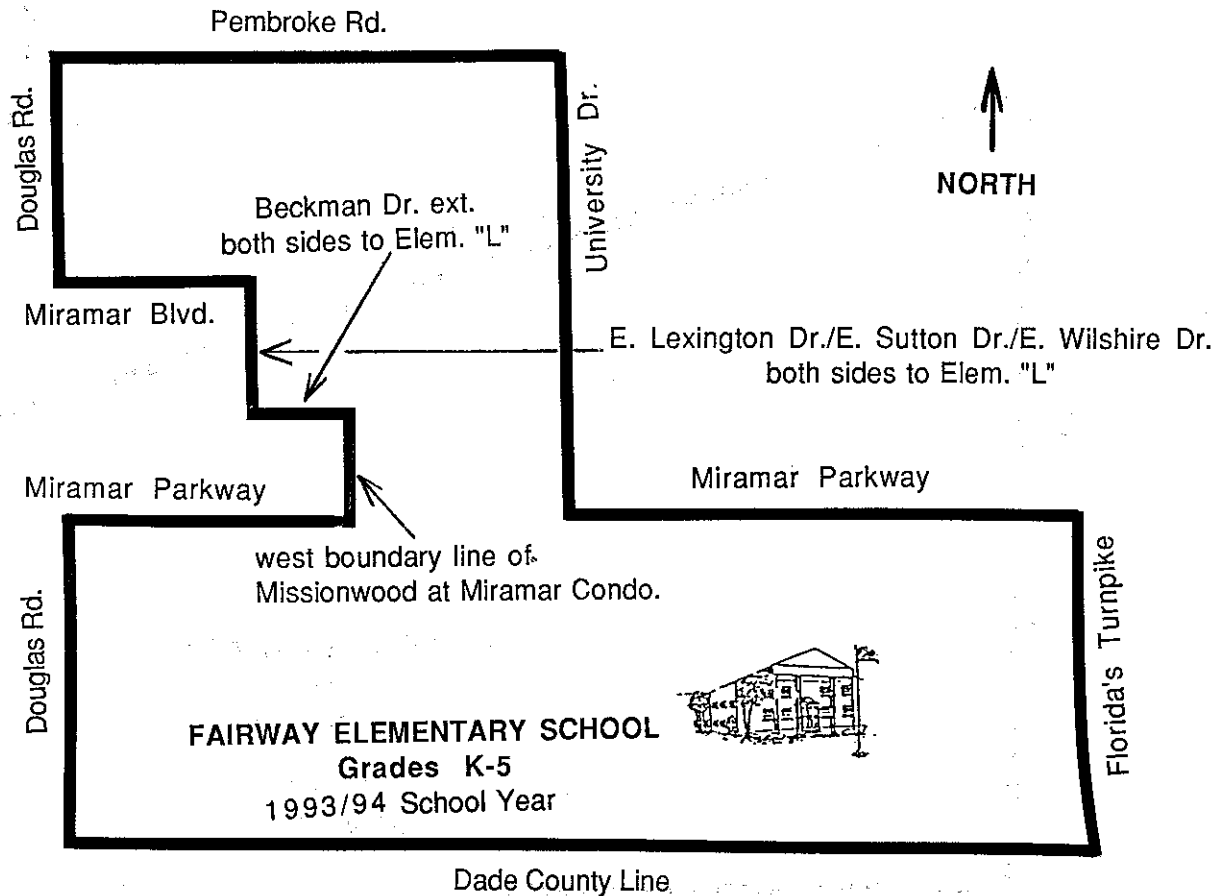 Pembroke Rd.
Douglas Rd.
University Dr.
NORTH
Beckman Dr. ext.
both sides to Elem. "L"
Miramar Blvd.
E. Lexington Dr./E. Sutton Dr./E. Wilshire Dr.
both sides to Elem. "L"
Miramar Parkway
Miramar Parkway
west boundary line of
Missionwood at Miramar Condo.
Douglas Rd.
Florida's Turnpike
FAIRWAY ELEMENTARY SCHOOL
Grades K-5
1993/94 School Year
Dade County Line